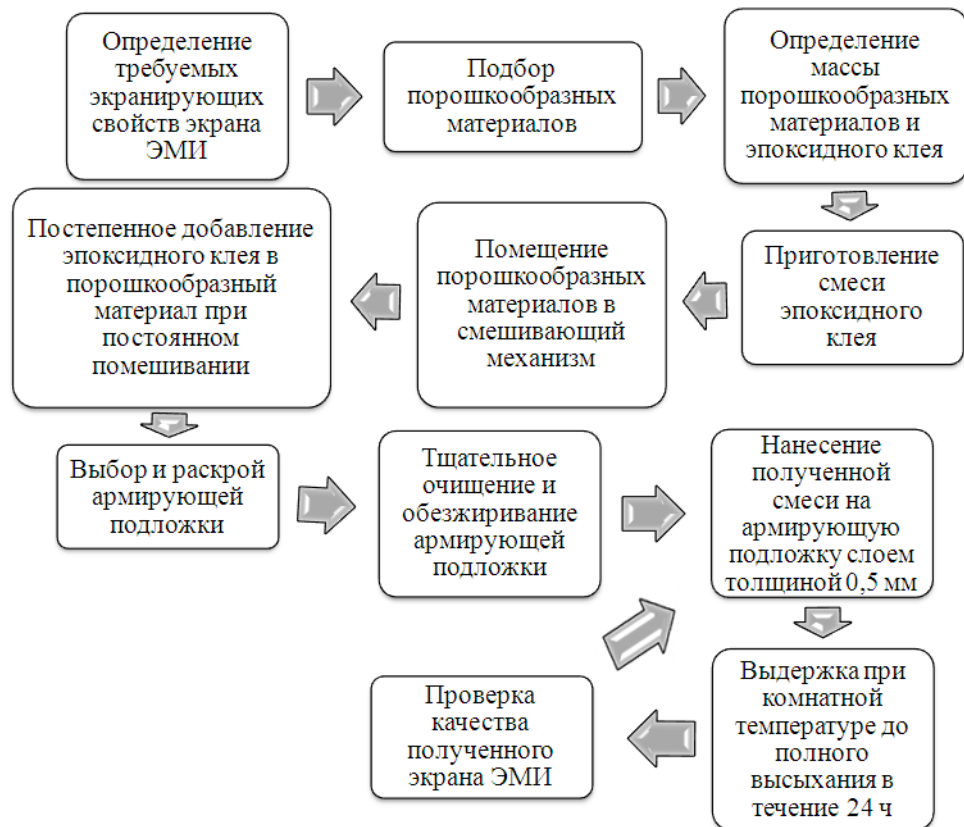 Определение
требуемых
экранирующих
свойств экрана
ЭМИ
Подбор
порошкообразных
материалов
Определение
массы
порошкообразных
материалов и
эпоксидного клея
Приготовление
смеси
эпоксидного
клея
Помещение
порошкообразных
материалов в
смешивающий
механизм
Постепенное добавление
эпоксидного клея в
порошкообразный
материал при
постоянном
помешивании
Выбор и раскрой
армирующей
подложки
Тщательное
очищение и
обезжиривание
армирующей
подложки
Нанесение
полученной
смеси на
армирующую
подложку слоем
толщиной 0,5 мм
Выдержка при
комнатной
температуре до
полного
высыхания в
течение 24 ч
Проверка
качества
полученного
экрана ЭМИ